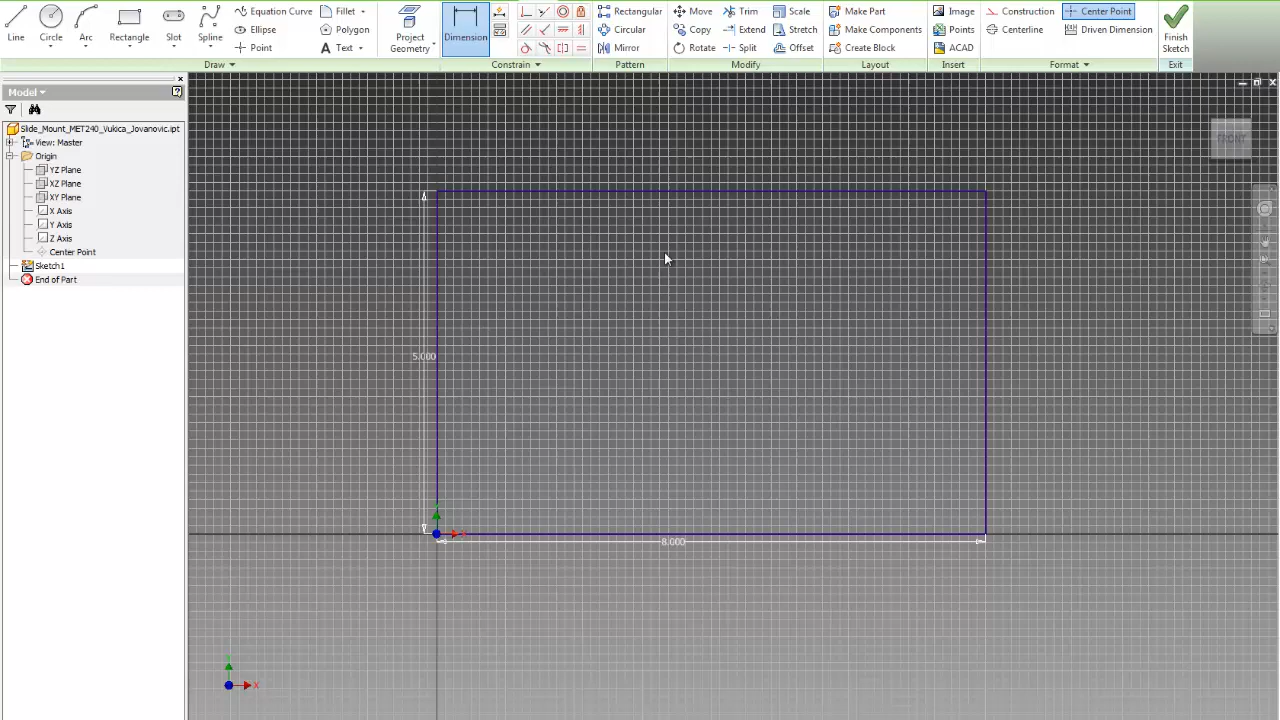 Line
Circle
Arc
Rectangle
Slot
Spline
Equation Curve
Ellipse
Point
Fillet
Polygon
Text
Draw
Project Geometry
Dimension
Constrain
Rectangular
Circular
Mirror
Pattern
Move
Copy
Rotate
Trim
Extend
Split
Scale
Stretch
Offset
Modify
Make Part
Make Components
Create Block
Layout
Image
Points
ACAD
Insert
Construction
Centerline
Center Point
Driven Dimension
Format
Finish Sketch
Exit
Model
Slide_Mount_MET240_Vukica_Jovanovic.ipt
View: Master
Origin
YZ Plane
XZ Plane
XY Plane
X Axis
Y Axis
Z Axis
Center Point
Sketch1
End of Part
FRONT
5.000
8.000
X